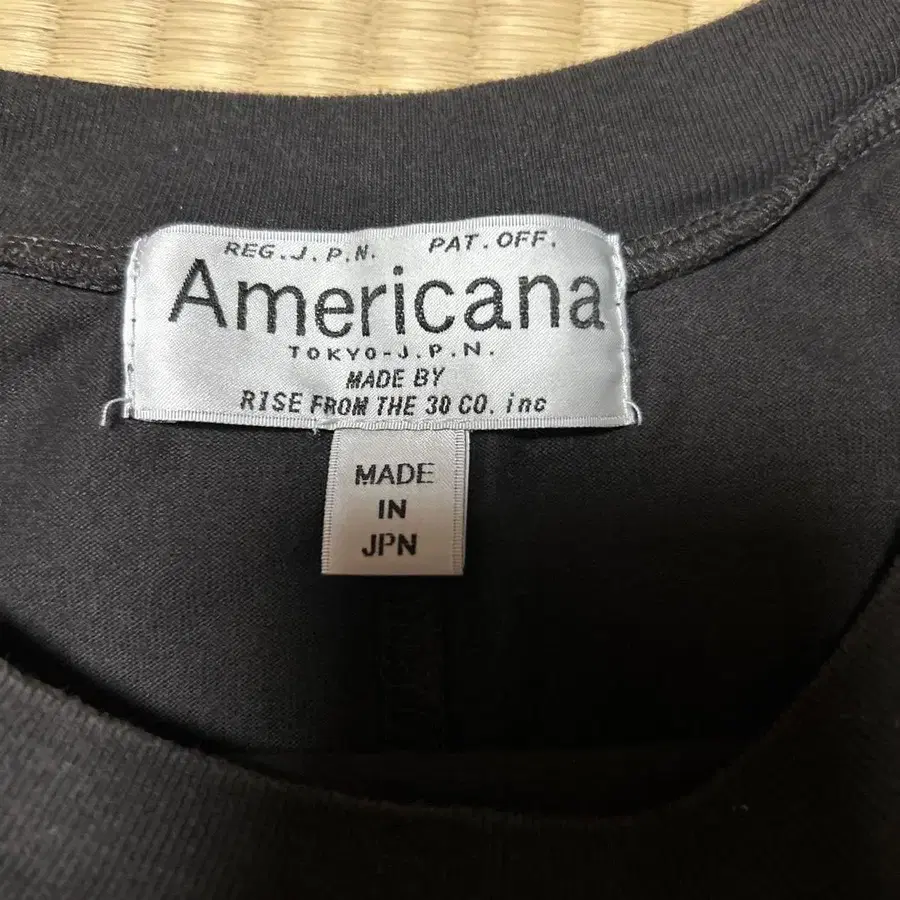 REG.J.P.N. PAT.OFF.
Americana
TOKYO-J.P.N.
MADE BY
RISE FROM THE 30 CO. inc
MADE
IN
JPN